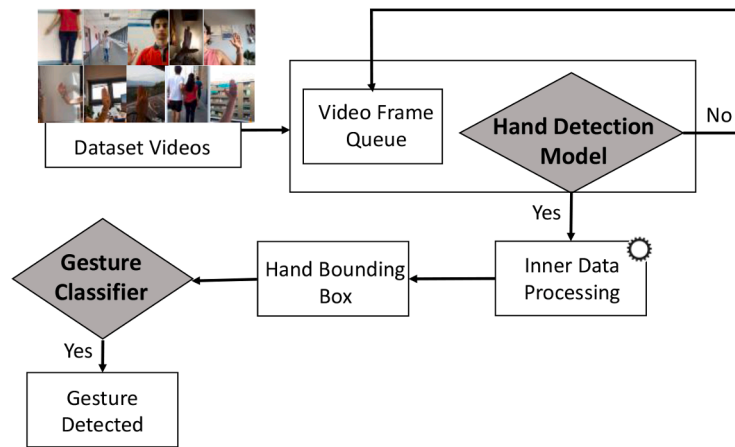 Dataset Videos
Video Frame
Queue
Hand Detection
Model
No
Yes
Inner Data
Processing
Hand Bounding
Box
Gesture
Classifier
Yes
Gesture
Detected